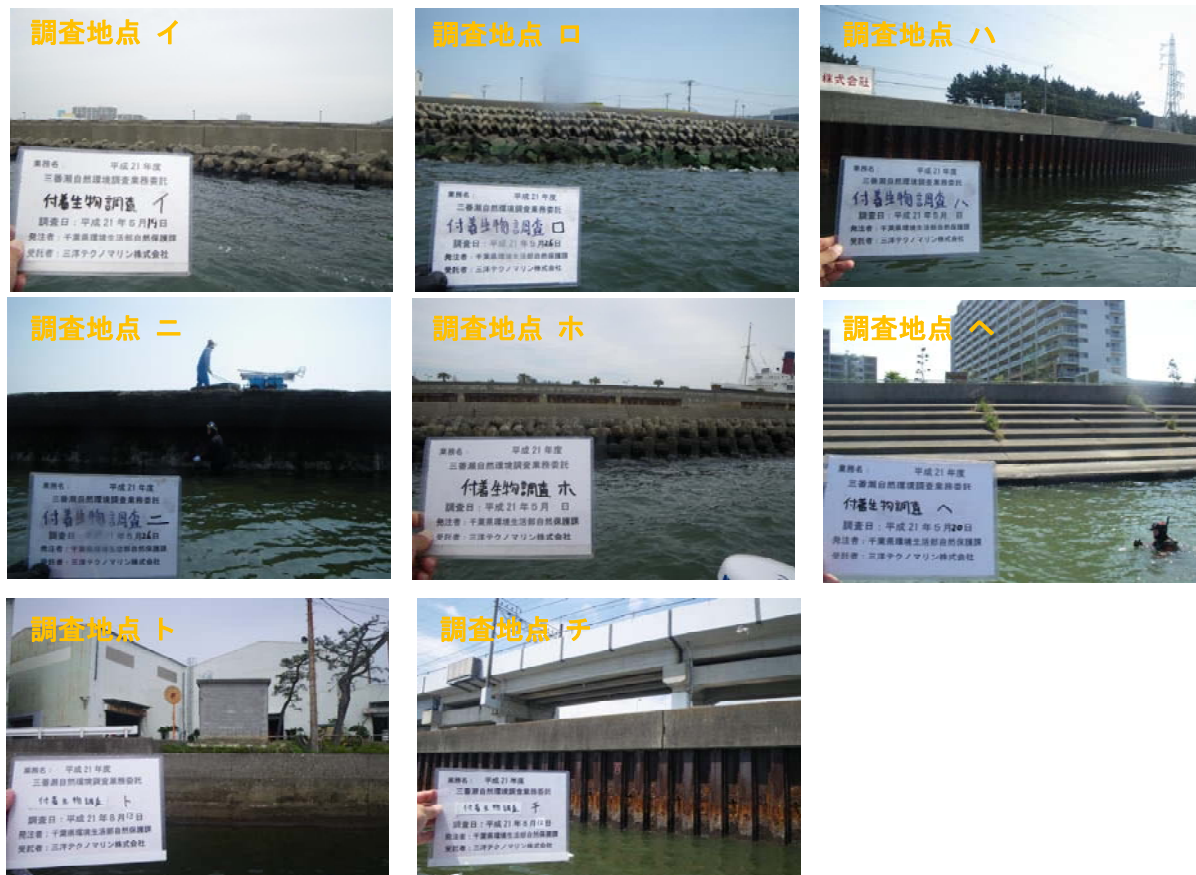 調査地点 イ
業務名: 平成21年度
三番瀬自然環境調査業務委託
付着生物調査 イ
調査日:平成21年5月19日
発注者:千葉県環境生活部自然保護課
受託者:三洋テクノマリン株式会社
調査地点 ロ
業務名: 平成21年度
三番瀬自然環境調査業務委託
付着生物調査 ロ
調査日:平成21年5月26日
発注者:千葉県環境生活部自然保護課
受託者:三洋テクノマリン株式会社
調査地点 ハ
株式会社
業務名: 平成21年度
三番瀬自然環境調査業務委託
付着生物調査 ハ
調査日:平成21年5月 日
発注者:千葉県環境生活部自然保護課
受託者:三洋テクノマリン株式会社
調査地点 ニ
業務名: 平成21年度
三番瀬自然環境調査業務委託
付着生物調査 ニ
調査日:平成21年5月26日
発注者:千葉県環境生活部自然保護課
受託者:三洋テクノマリン株式会社
調査地点 ホ
業務名: 平成21年度
三番瀬自然環境調査業務委託
付着生物調査 ホ
調査日:平成21年5月 日
発注者:千葉県環境生活部自然保護課
受託者:三洋テクノマリン株式会社
調査地点 ヘ
業務名: 平成21年度
三番瀬自然環境調査業務委託
付着生物調査 ヘ
調査日:平成21年5月20日
発注者:千葉県環境生活部自然保護課
受託者:三洋テクノマリン株式会社
調査地点 ト
業務名: 平成21年度
三番瀬自然環境調査業務委託
付着生物調査 ト
調査日:平成21年8月12日
発注者:千葉県環境生活部自然保護課
受託者:三洋テクノマリン株式会社
調査地点 チ
業務名: 平成21年度
三番瀬自然環境調査業務委託
付着生物調査 チ
調査日:平成21年8月12日
発注者:千葉県環境生活部自然保護課
受託者:三洋テクノマリン株式会社